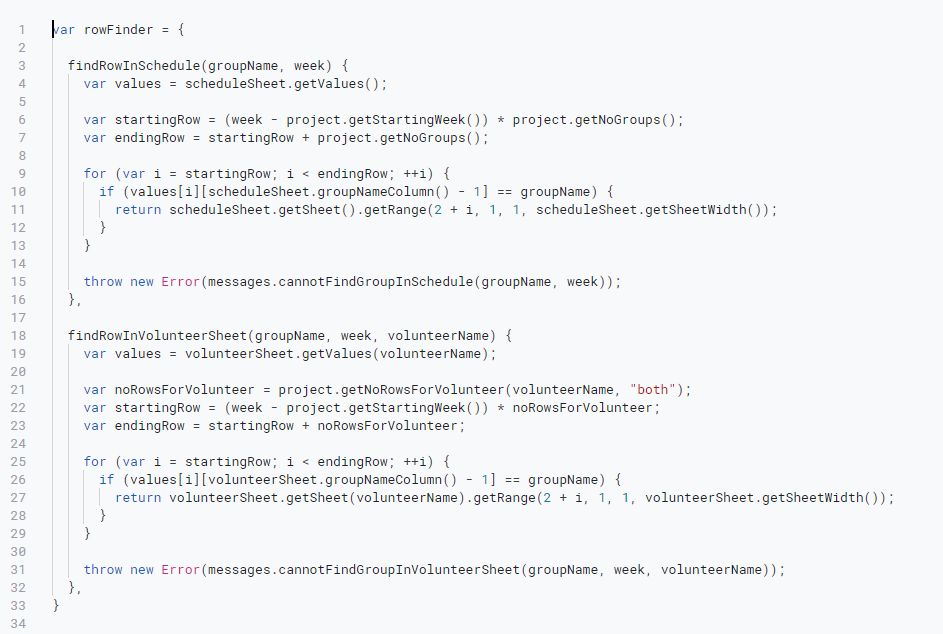 1 var rowFinder = {
2
3   findRowInSchedule(groupName, week) {
4     var values = scheduleSheet.getValues();
5
6     var startingRow = (week - project.getStartingWeek()) * project.getNoGroups();
7     var endingRow = startingRow + project.getNoGroups();
8
9     for (var i = startingRow; i < endingRow; ++i) {
10       if (values[i][scheduleSheet.groupNameColumn() - 1] == groupName) {
11         return scheduleSheet.getSheet().getRange(2 + i, 1, 1, scheduleSheet.getSheetWidth());
12       }
13     }
14
15     throw new Error(messages.cannotFindGroupInSchedule(groupName, week));
16   },
17
18   findRowInVolunteerSheet(groupName, week, volunteerName) {
19     var values = volunteerSheet.getValues(volunteerName);
20
21     var noRowsForVolunteer = project.getNoRowsForVolunteer(volunteerName, "both");
22     var startingRow = (week - project.getStartingWeek()) * noRowsForVolunteer;
23     var endingRow = startingRow + noRowsForVolunteer;
24
25     for (var i = startingRow; i < endingRow; ++i) {
26       if (values[i][volunteerSheet.groupNameColumn() - 1] == groupName) {
27         return volunteerSheet.getSheet(volunteerName).getRange(2 + i, 1, 1, volunteerSheet.getSheetWidth());
28       }
29     }
30
31     throw new Error(messages.cannotFindGroupInVolunteerSheet(groupName, week, volunteerName));
32   },
33 }
34